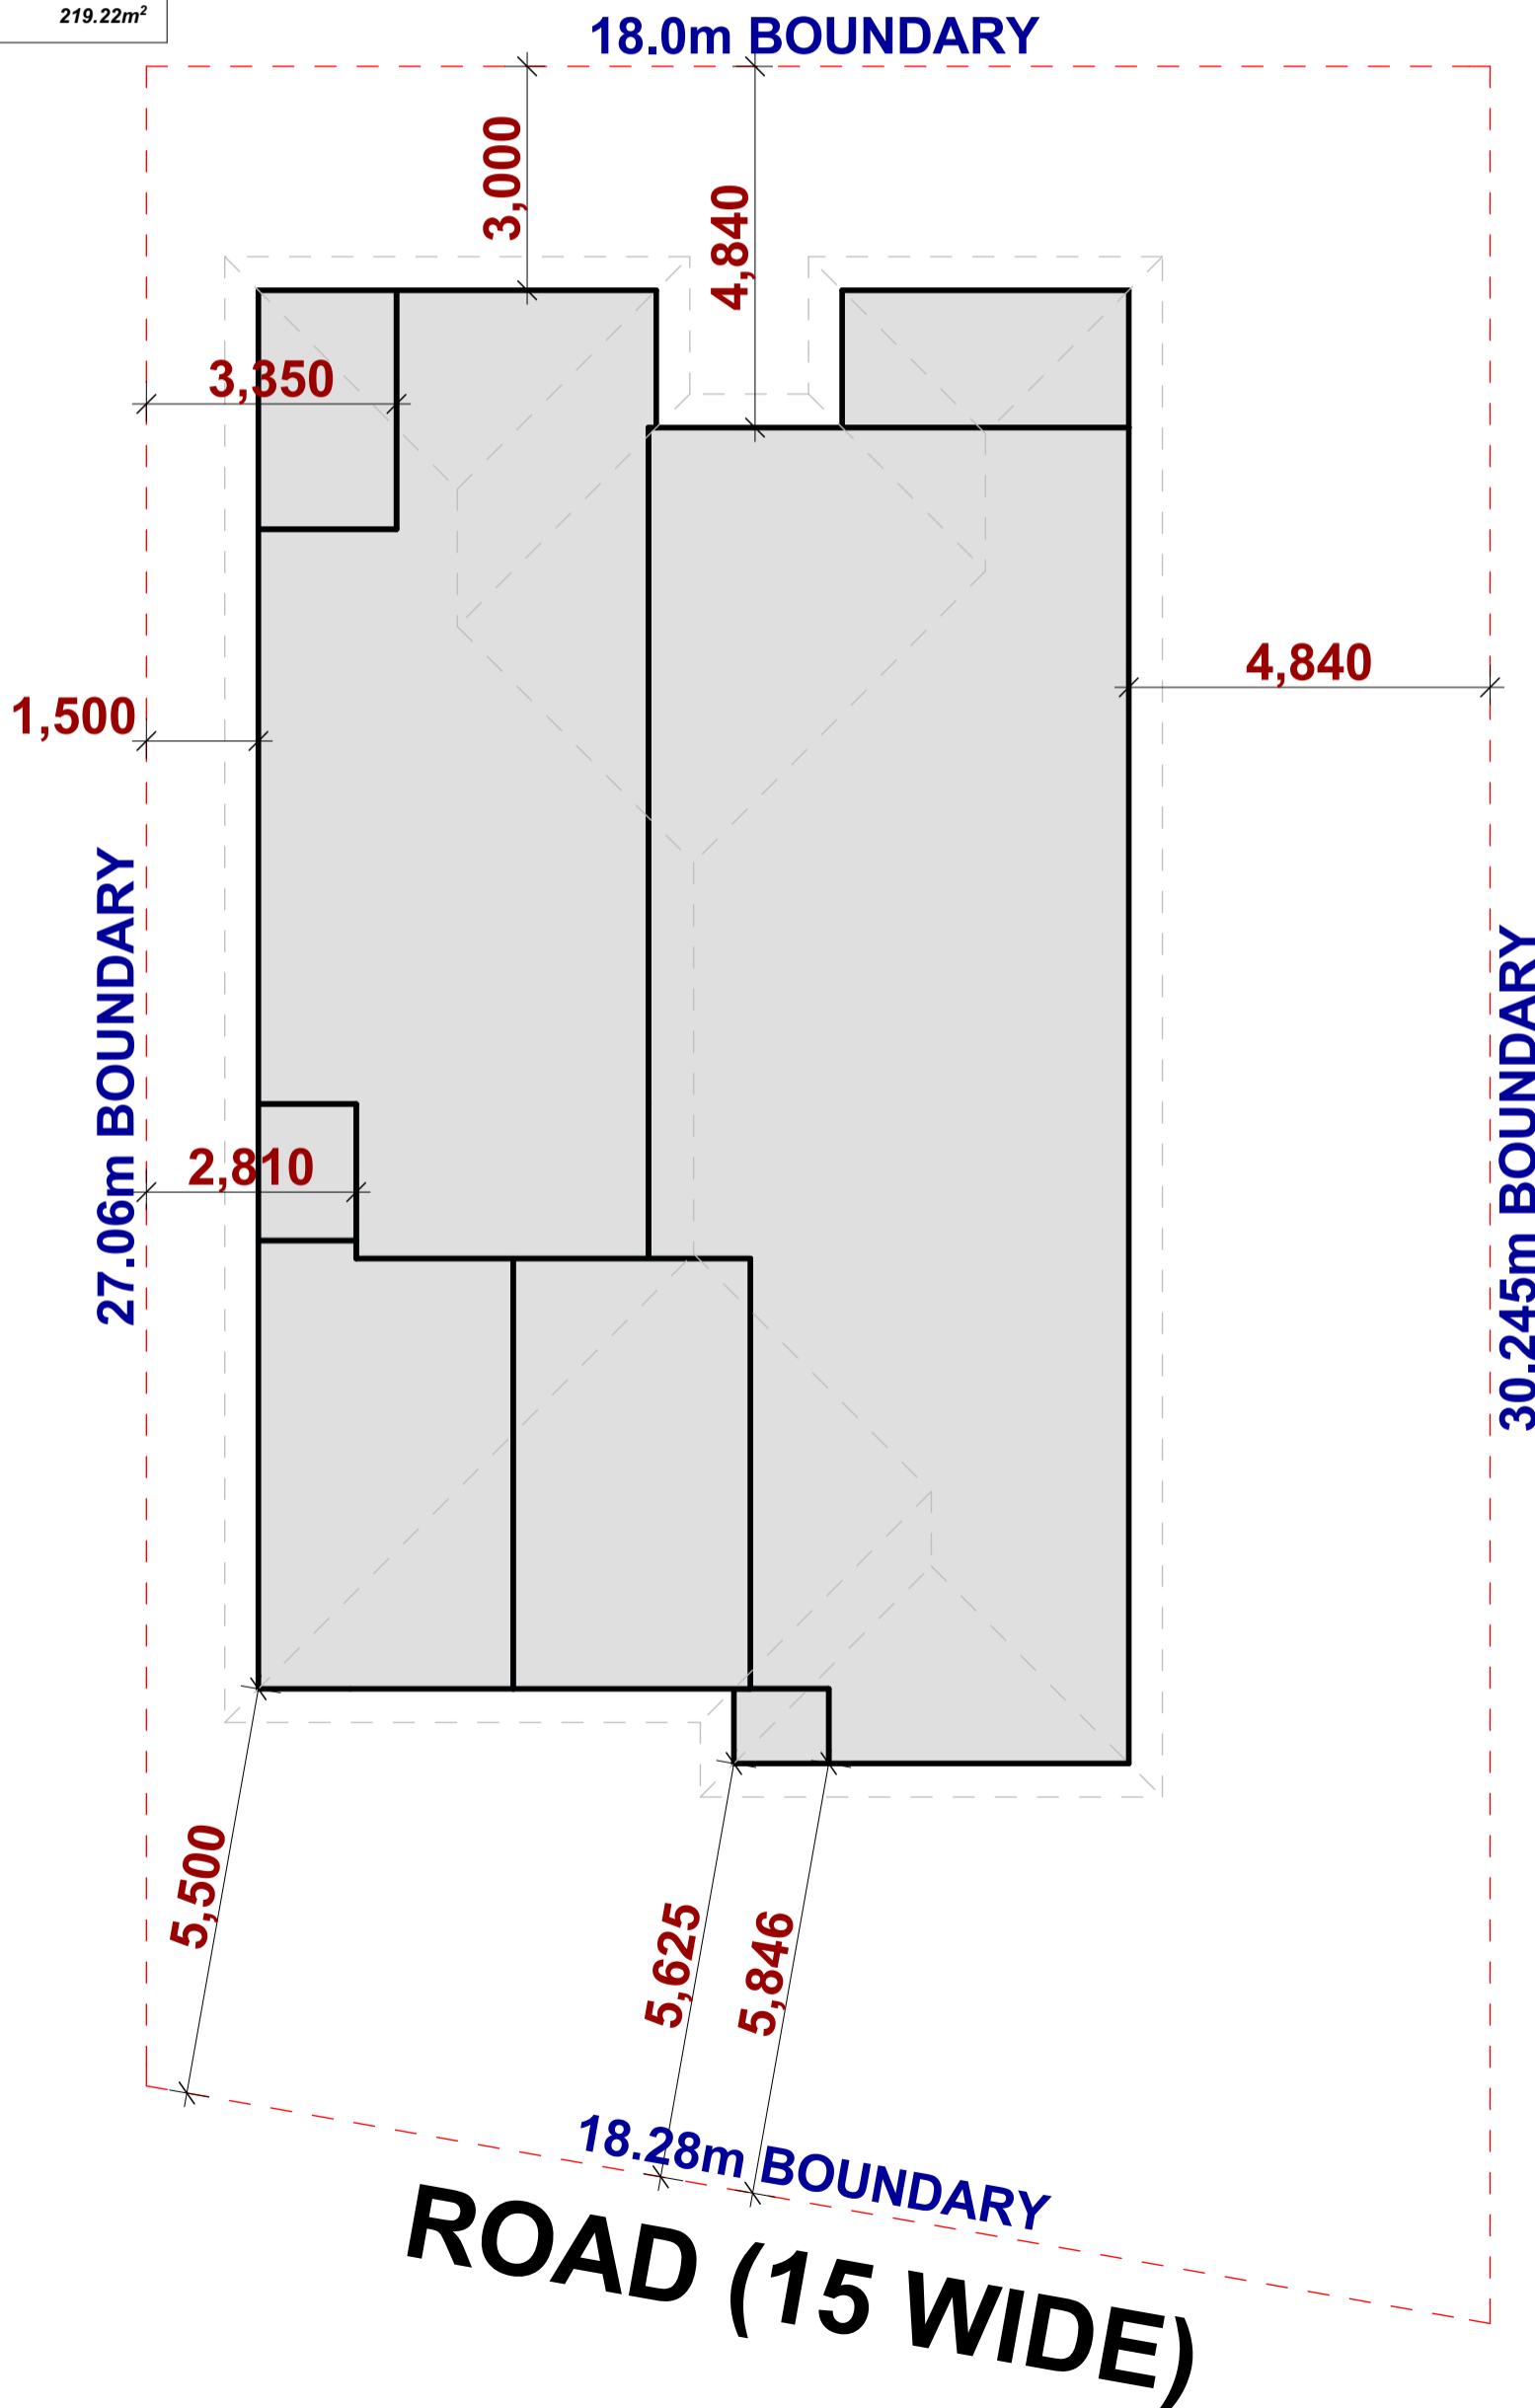 219.22m²
18.0m BOUNDARY
3,000
4,840
3,350
4,840
1,500
27.06m BOUNDARY
30.245m BOUNDARY
2,810
5,500
5,625
5,846
18.28m BOUNDARY
ROAD (15 WIDE)